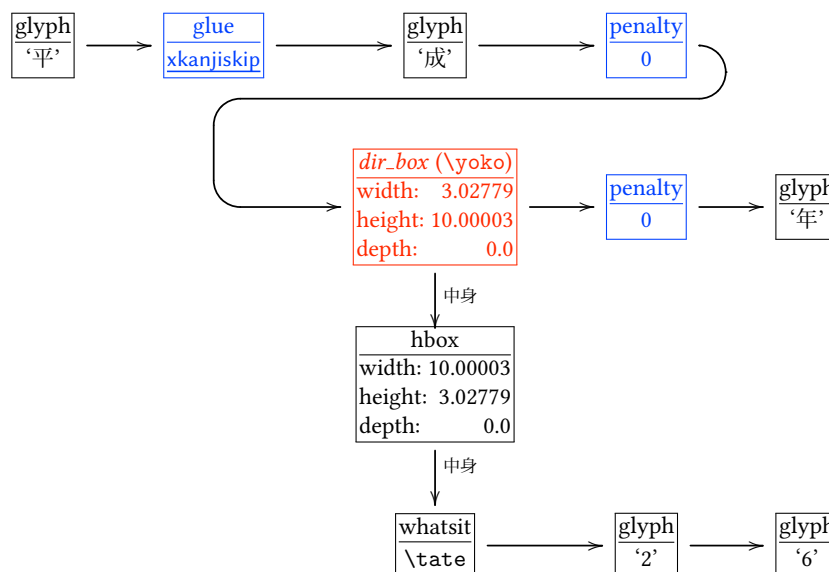 glyph
‘平’
glue
xkanjiskip
glyph
‘成’
penalty
0
dir_box (\yoko)
width: 3.02779
height: 10.00003
depth: 0.0
penalty
0
glyph
‘年’
中身
hbox
width: 10.00003
height: 3.02779
depth: 0.0
中身
whatsit
\tate
glyph
‘2’
glyph
‘6’